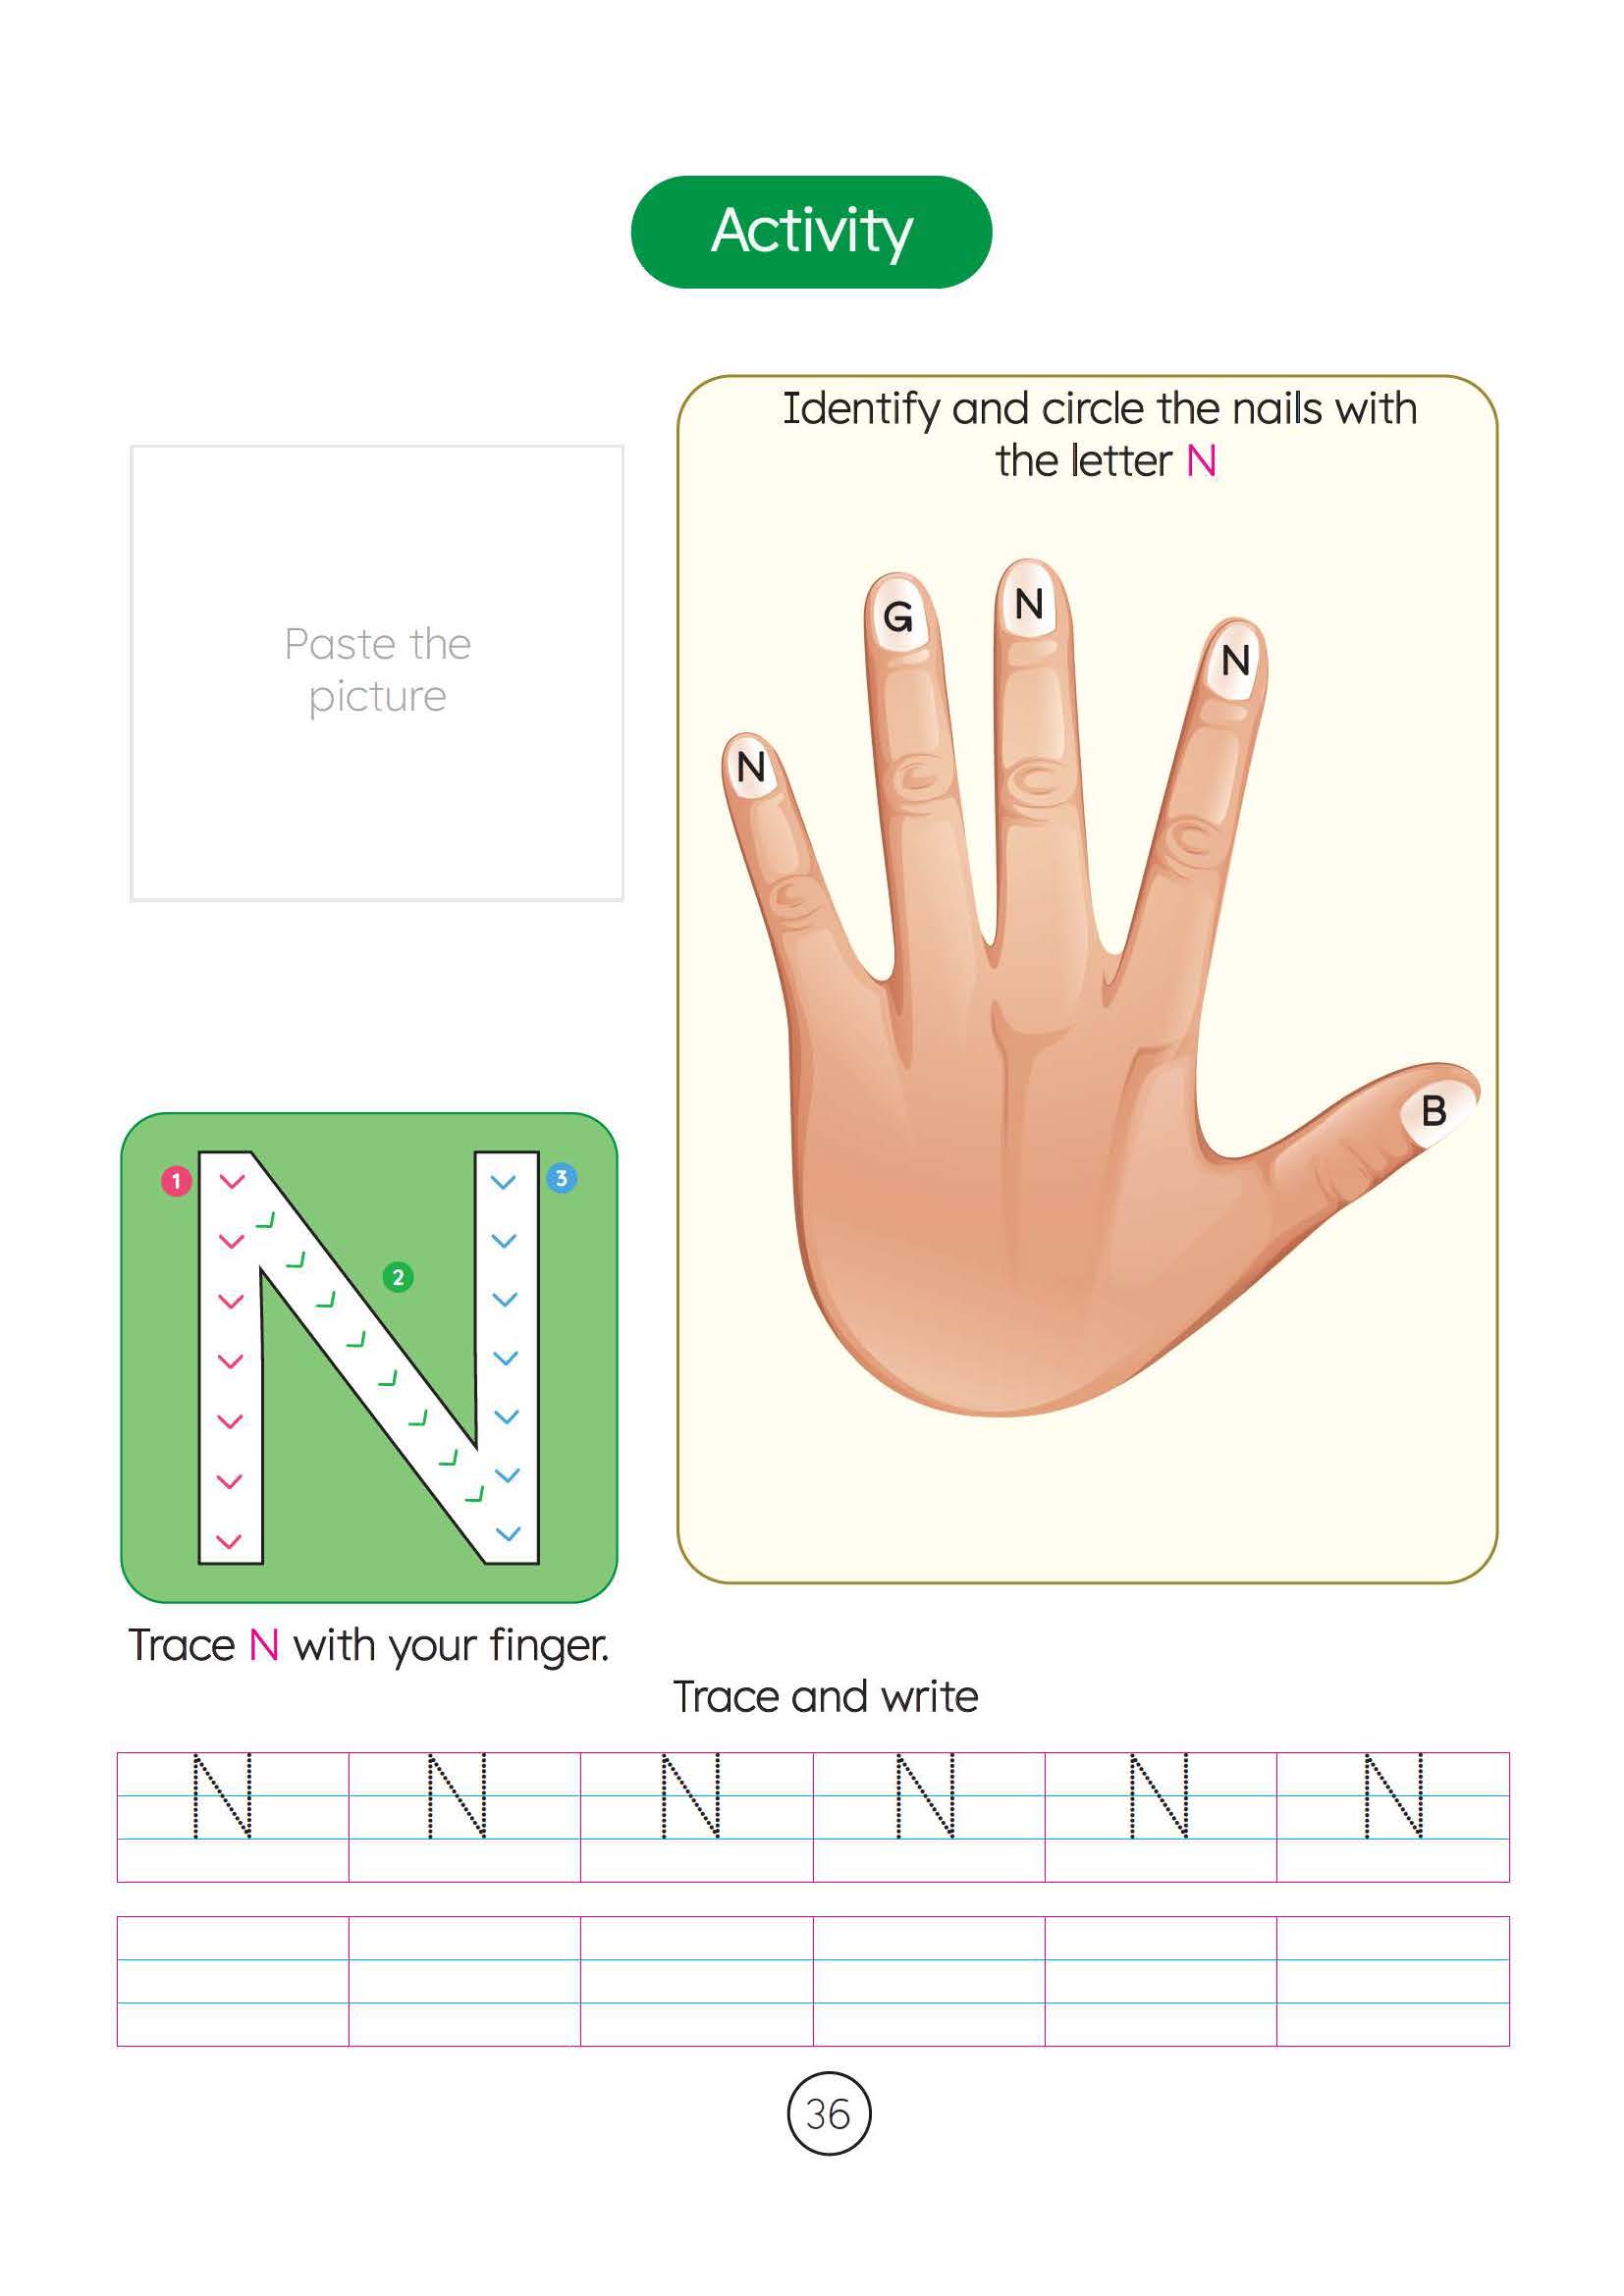 Activity
Identify and circle the nails with
the letter N
Paste the
picture
G
N
N
N
B
1
2
3
N
Trace N with your finger.
Trace and write
N N N N N N
36